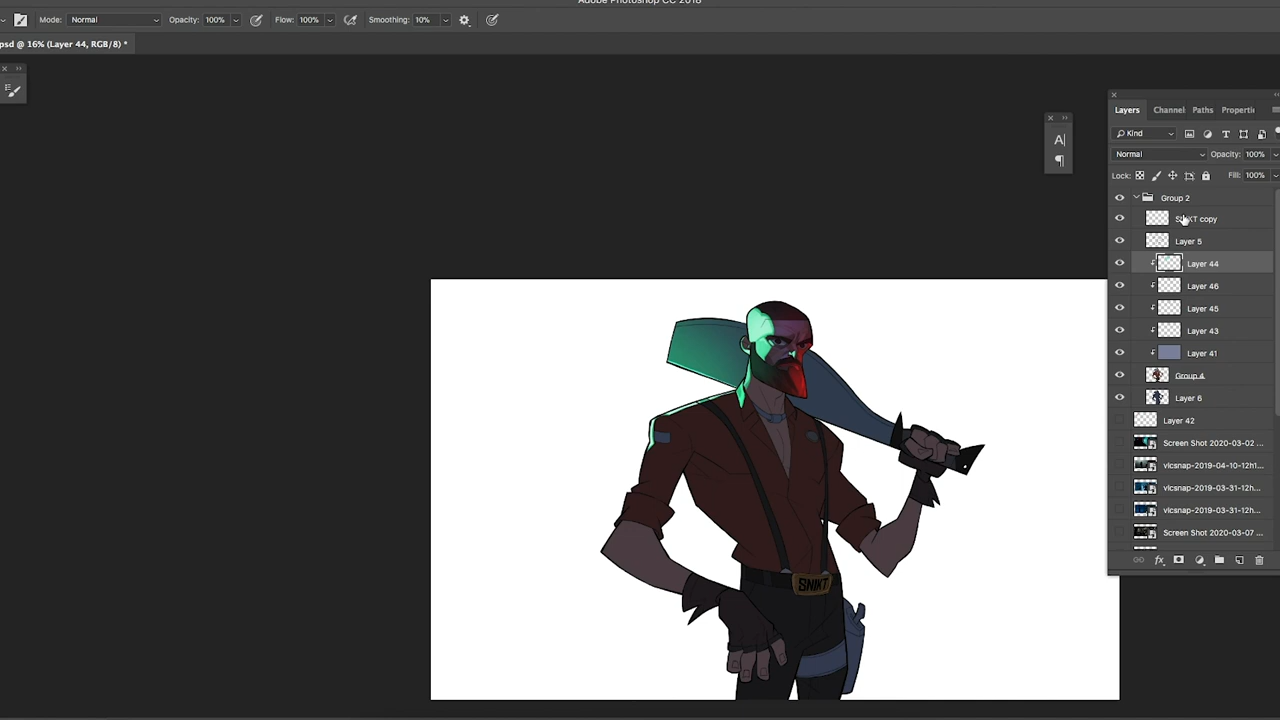 Adobe Photoshop CC 2018
Mode: Normal Opacity: 100% Flow: 100% Smoothing: 10%
psd @ 16% (Layer 44, RGB/8) *
Layers Channel Paths Properti
Kind
Normal Opacity: 100%
Lock: Fill: 100%
Group 2
SNIKT copy
Layer 5
Layer 44
Layer 46
Layer 45
Layer 43
Layer 41
Group 4
Layer 6
Layer 42
Screen Shot 2020-03-02 ...
vlcsnap-2019-04-10-12h1...
vlcsnap-2019-03-31-12h...
vlcsnap-2019-03-31-12h...
Screen Shot 2020-03-07 ...
A|
¶
SNIKT
fx